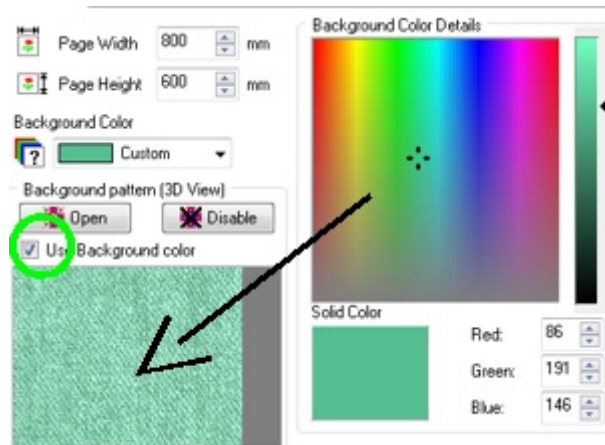 Page Width 800 mm
Page Height 600 mm
Background Color
? Custom
Background pattern (3D View)
Open Disable
Use Background color
Background Color Details
Solid Color
Red: 86
Green: 191
Blue: 146